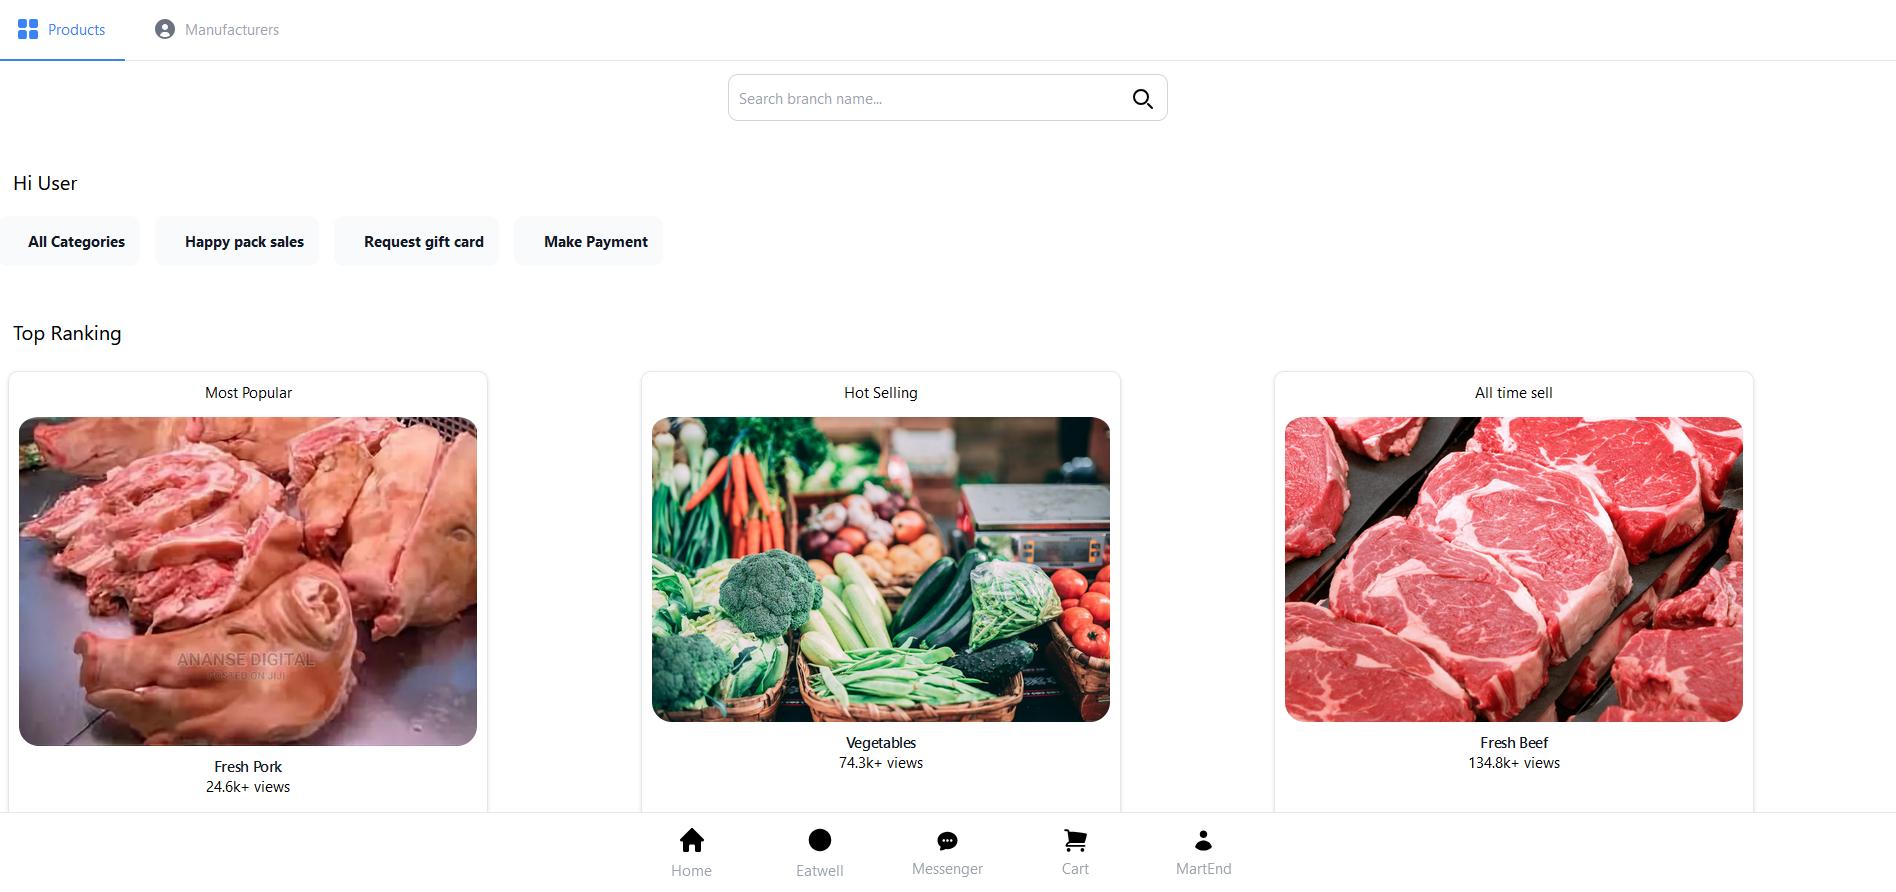 Products
Manufacturers
Search branch name...
Hi User
All Categories
Happy pack sales
Request gift card
Make Payment
Top Ranking
Most Popular
ANANSE DIGITAL
POSTED ON JIJI
Fresh Pork
24.6k+ views
Hot Selling
Vegetables
74.3k+ views
All time sell
Fresh Beef
134.8k+ views
Home
Eatwell
Messenger
Cart
MartEnd